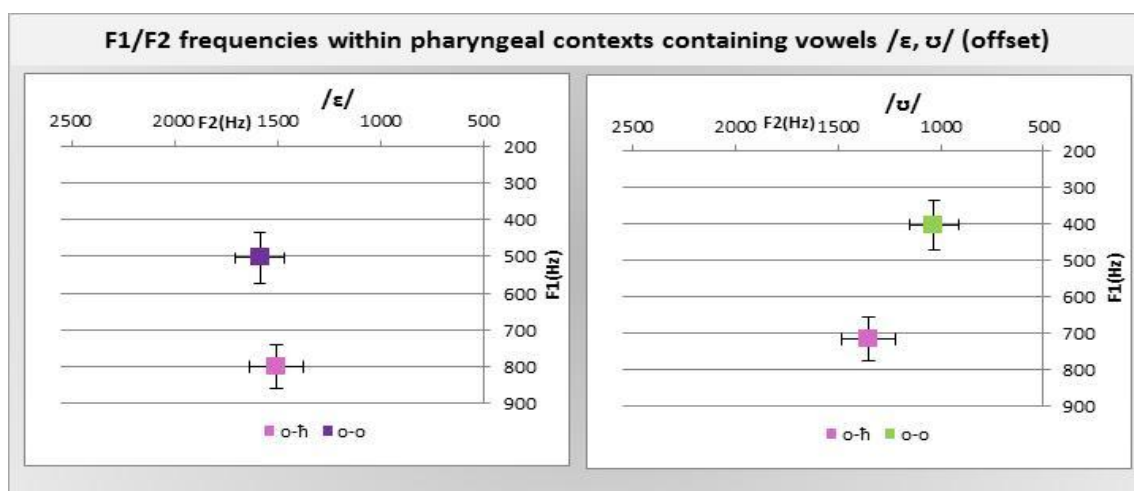 F1/F2 frequencies within pharyngeal contexts containing vowels /ɛ, ʊ/ (offset)
/ɛ/
F2(Hz)
2500 2000 1500 1000 500
200
300
400
500
600
700
800
900
F1(Hz)
o-ħ o-o
/ʊ/
F2(Hz)
2500 2000 1500 1000 500
200
300
400
500
600
700
800
900
F1(Hz)
o-ħ o-o